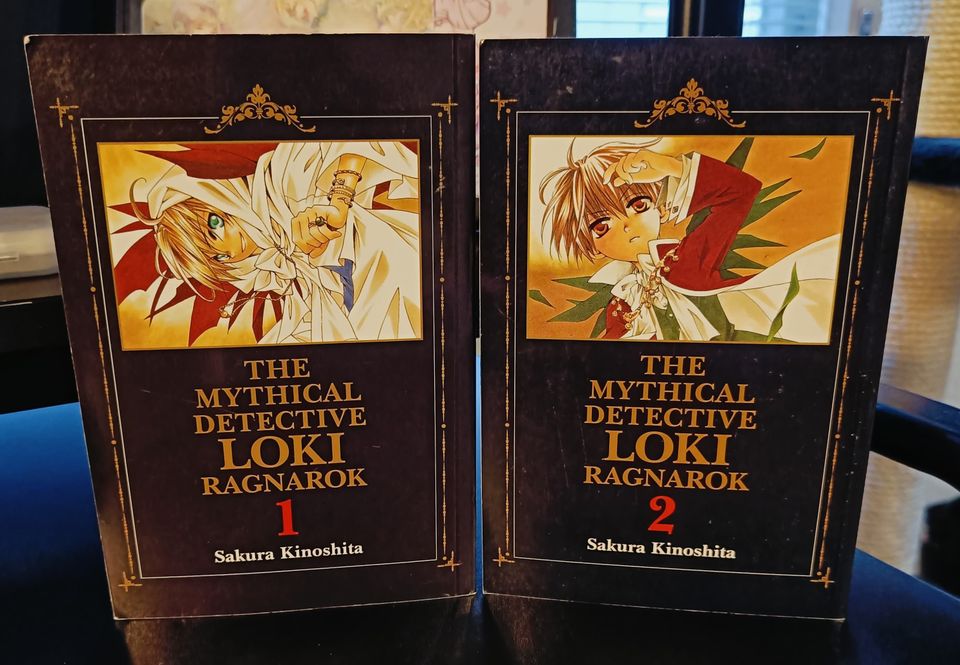 THE
MYTHICAL
DETECTIVE
LOKI
RAGNAROK
1
Sakura Kinoshita
THE
MYTHICAL
DETECTIVE
LOKI
RAGNAROK
2
Sakura Kinoshita